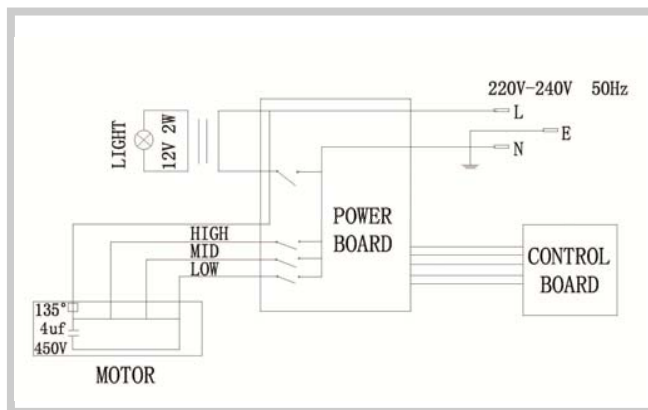 220V-240V 50Hz
L
E
N
LIGHT
12V 2W
POWER
BOARD
HIGH
MID
LOW
CONTROL
BOARD
135°
4uf
450V
MOTOR